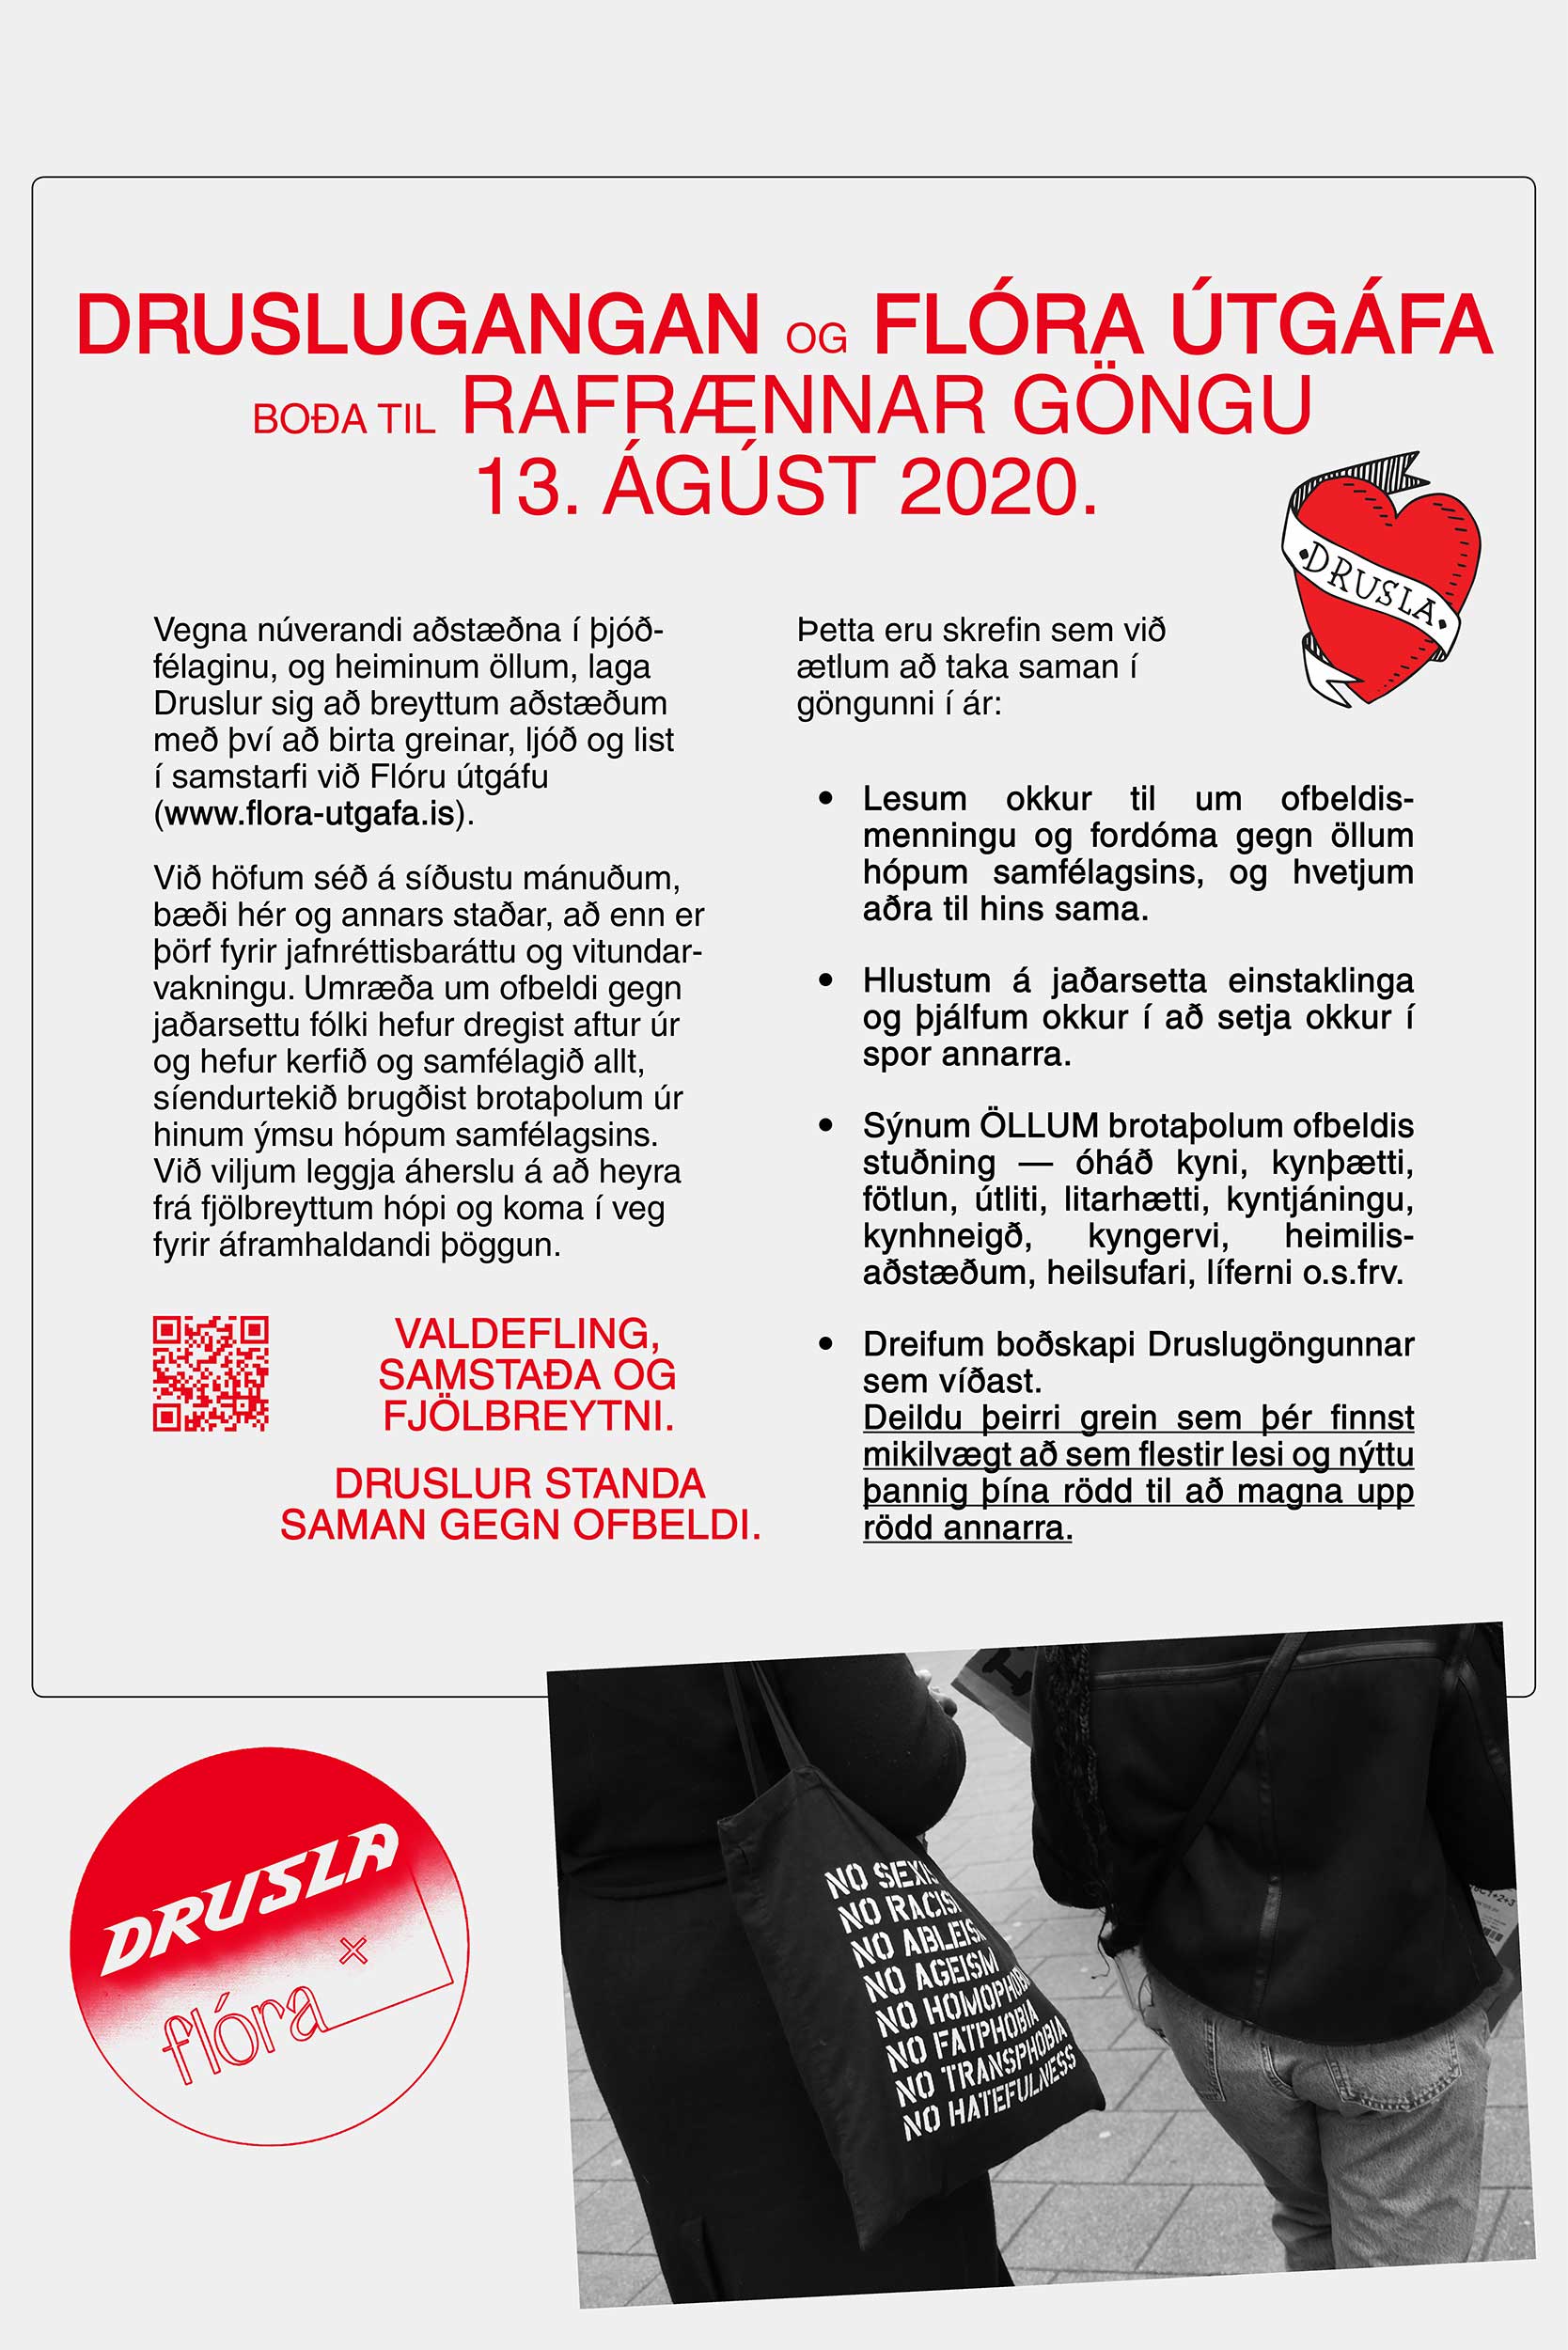 DRUSLUGANGAN OG FLÓRA ÚTGÁFA
BOÐA TIL RAFRÆNNAR GÖNGU
13. ÁGÚST 2020.
DRUSLA
Vegna núverandi aðstæðna í þjóð-
félaginu, og heiminum öllum, laga
Druslur sig að breyttum aðstæðum
með því að birta greinar, ljóð og list
í samstarfi við Flóru útgáfu
(www.flora-utgafa.is).
Við höfum séð á síðustu mánuðum,
bæði hér og annars staðar, að enn er
þörf fyrir jafnréttisbaráttu og vitundar-
vakningu. Umræða um ofbeldi gegn
jaðarsettu fólki hefur dregist aftur úr
og hefur kerfið og samfélagið allt,
síendurtekið brugðist brotaþolum úr
hinum ýmsu hópum samfélagsins.
Við viljum leggja áherslu á að heyra
frá fjölbreyttum hópi og koma í veg
fyrir áframhaldandi þöggun.
VALDEFLING,
SAMSTAÐA OG
FJÖLBREYTNI.
DRUSLUR STANDA
SAMAN GEGN OFBELDI.
Þetta eru skrefin sem við
ætlum að taka saman í
göngunni í ár:
• Lesum okkur til um ofbeldis-
menningu og fordóma gegn öllum
hópum samfélagsins, og hvetjum
aðra til hins sama.
• Hlustum á jaðarsetta einstaklinga
og þjálfum okkur í að setja okkur í
spor annarra.
• Sýnum ÖLLUM brotaþolum ofbeldis
stuðning — óháð kyni, kynþætti,
fötlun, útliti, litarhætti, kyntjáningu,
kynhneigð, kyngervi, heimilis-
aðstæðum, heilsufari, líferni o.s.frv.
• Dreifum boðskapi Druslugöngunnar
sem víðast.
Deildu þeirri grein sem þér finnst
mikilvægt að sem flestir lesi og nýttu
þannig þína rödd til að magna upp
rödd annarra.
DRUSLA
×
flóra
NO SEXIS
NO RACIS
NO ABLEIS
NO AGEISM
NO HOMOPHOB
NO FATPHOBIA
NO TRANSPHOBIA
NO HATEFULNESS